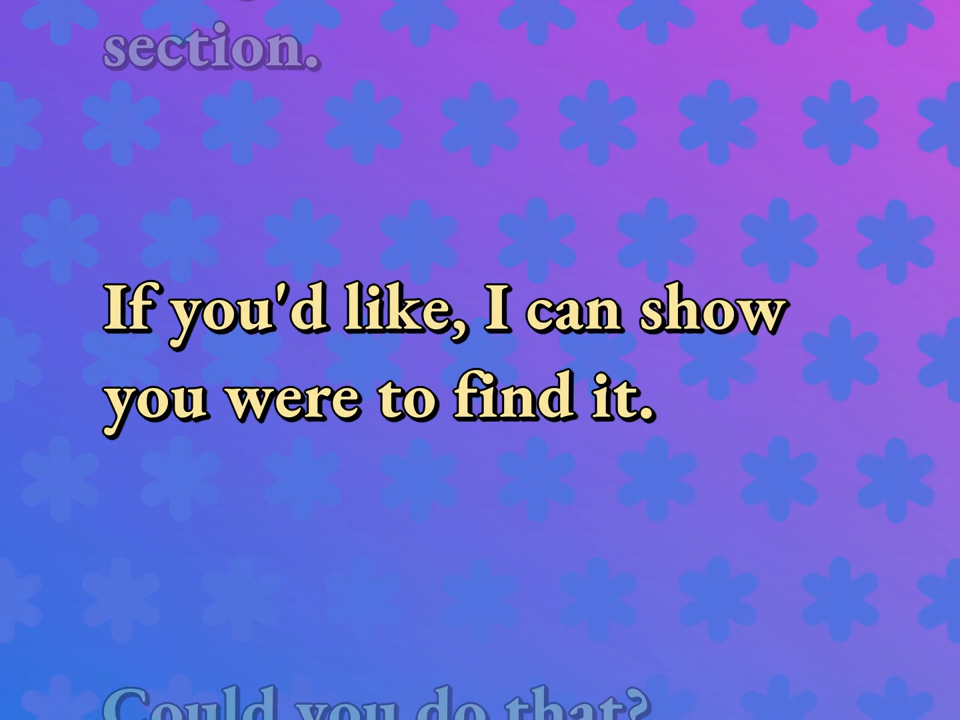 section.
If you'd like, I can show
you were to find it.
Could you do that?